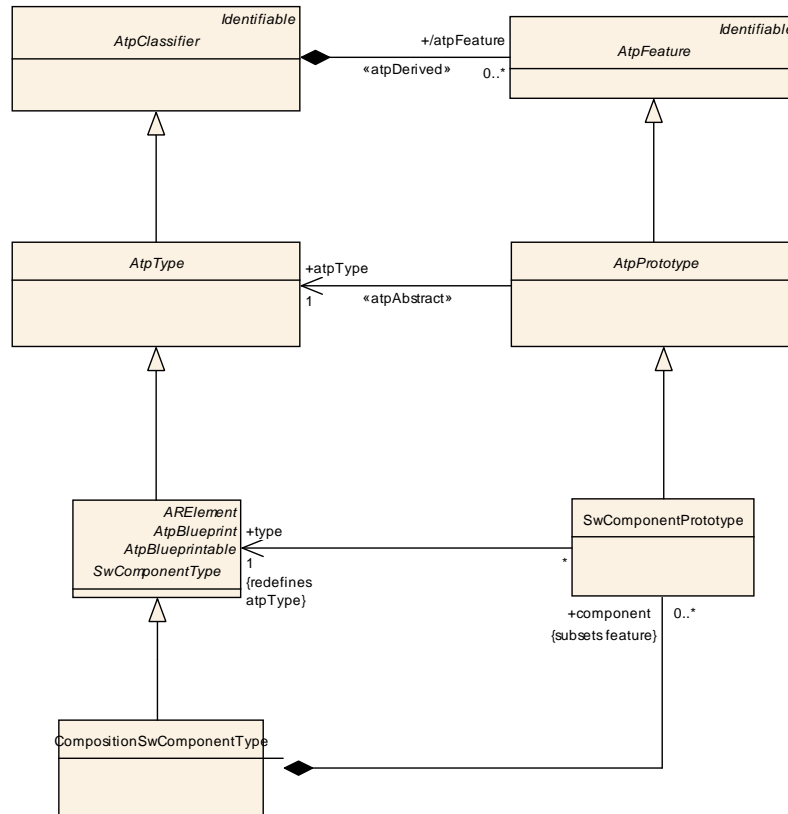 Identifiable
AtpClassifier
+/atpFeature
«atpDerived»
0..*
Identifiable
AtpFeature
AtpType
+atpType
1
«atpAbstract»
AtpPrototype
ARElement
AtpBlueprint
AtpBlueprintable
SwComponentType
+type
1
{redefines
atpType}
*
SwComponentPrototype
+component
{subsets feature}
0..*
CompositionSwComponentType